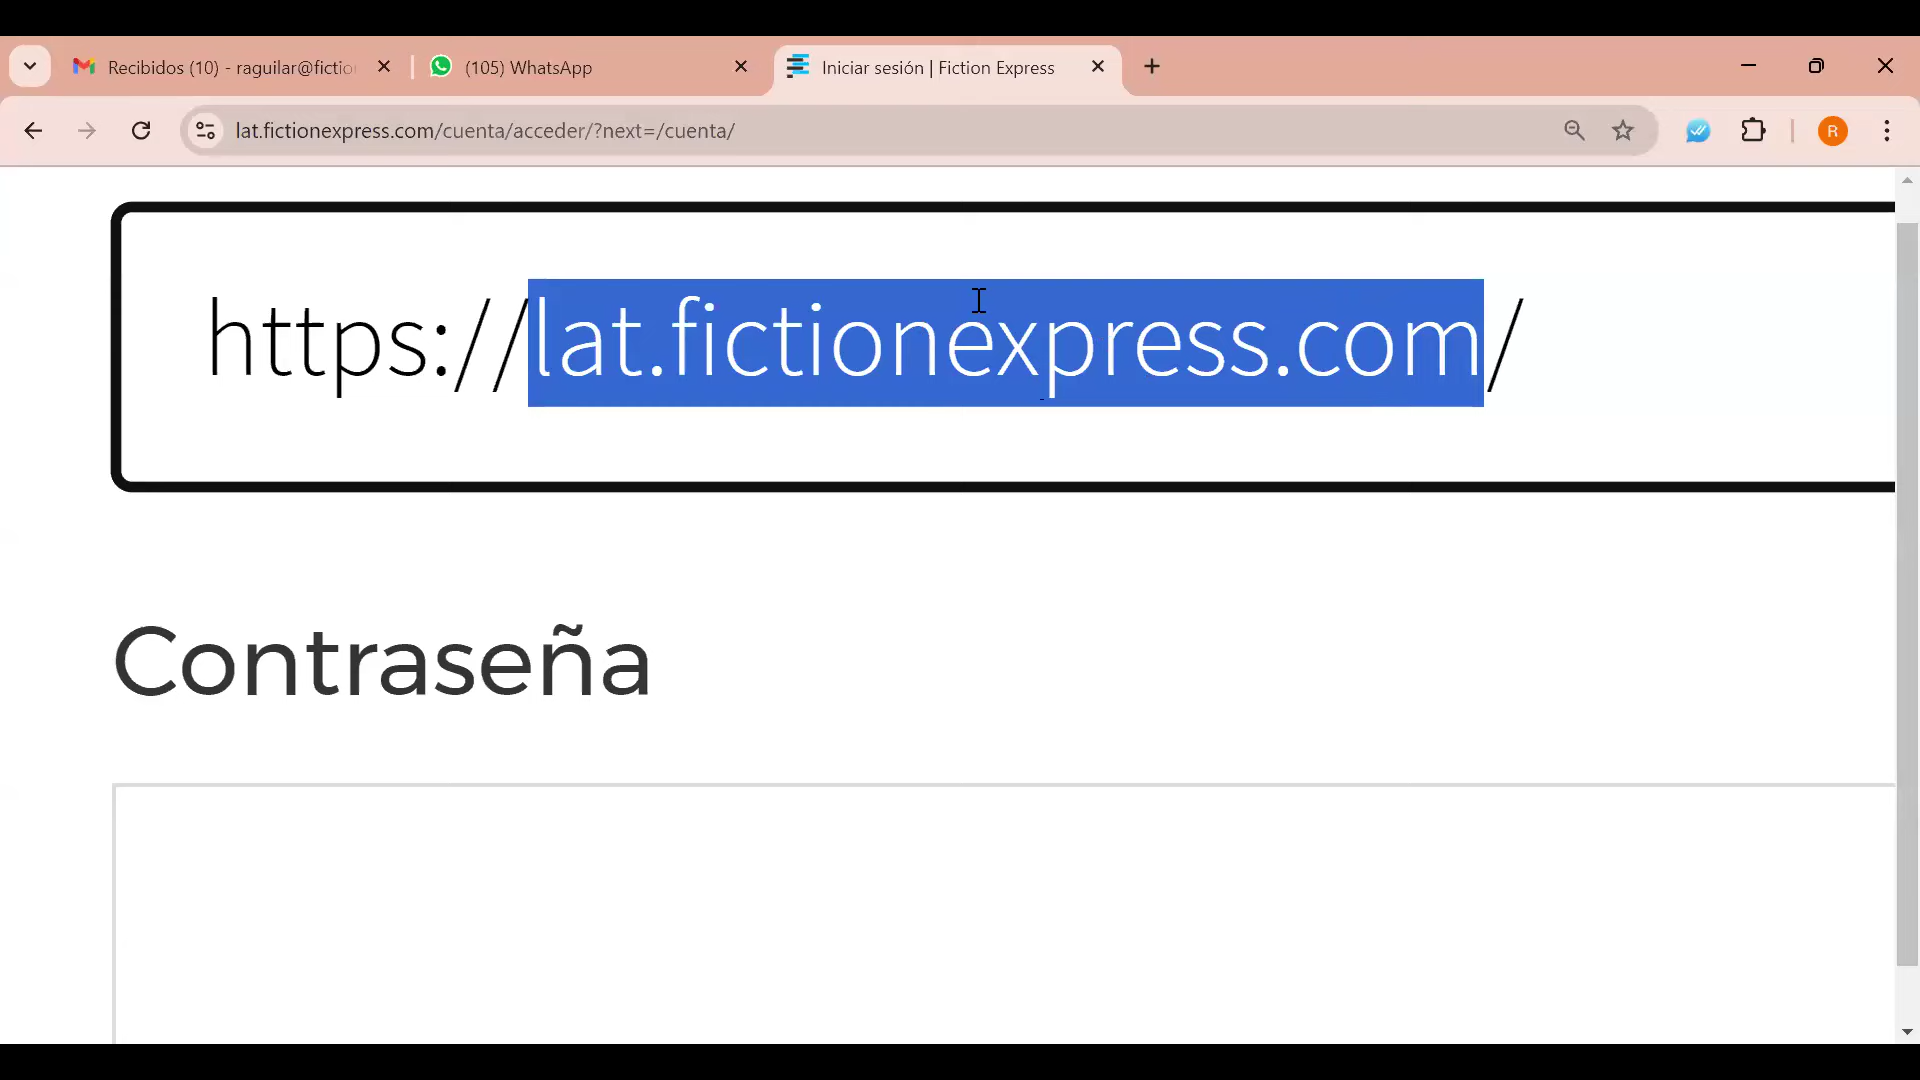 Recibidos (10) - raguilar@fictio
(105) WhatsApp
Iniciar sesión | Fiction Express
lat.fictionexpress.com/cuenta/acceder/?next=/cuenta/
R
https://lat.fictionexpress.com/
Contraseña